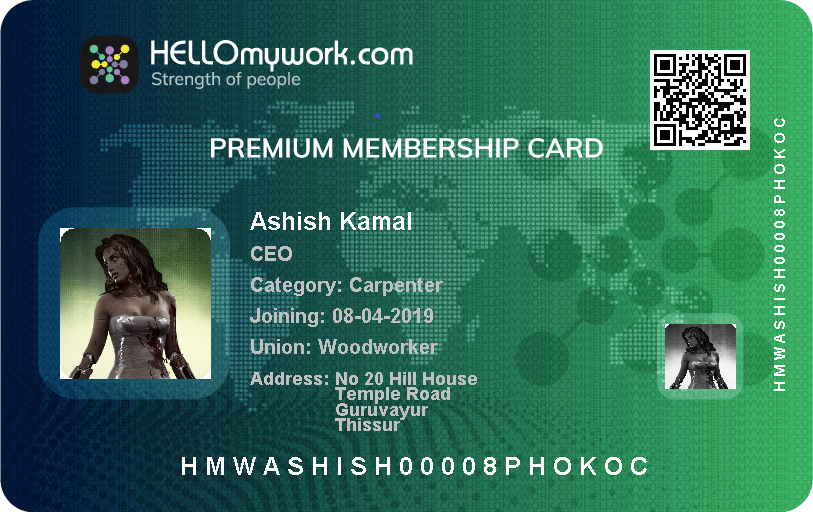 HELLOmywork.com
Strength of people
PREMIUM MEMBERSHIP CARD
Ashish Kamal
CEO
Category: Carpenter
Joining: 08-04-2019
Union: Woodworker
Address: No 20 Hill House
Temple Road
Guruvayur
Thissur
HMWASHISH00008PHOKOC
HMWASHISH00008PHOKOC